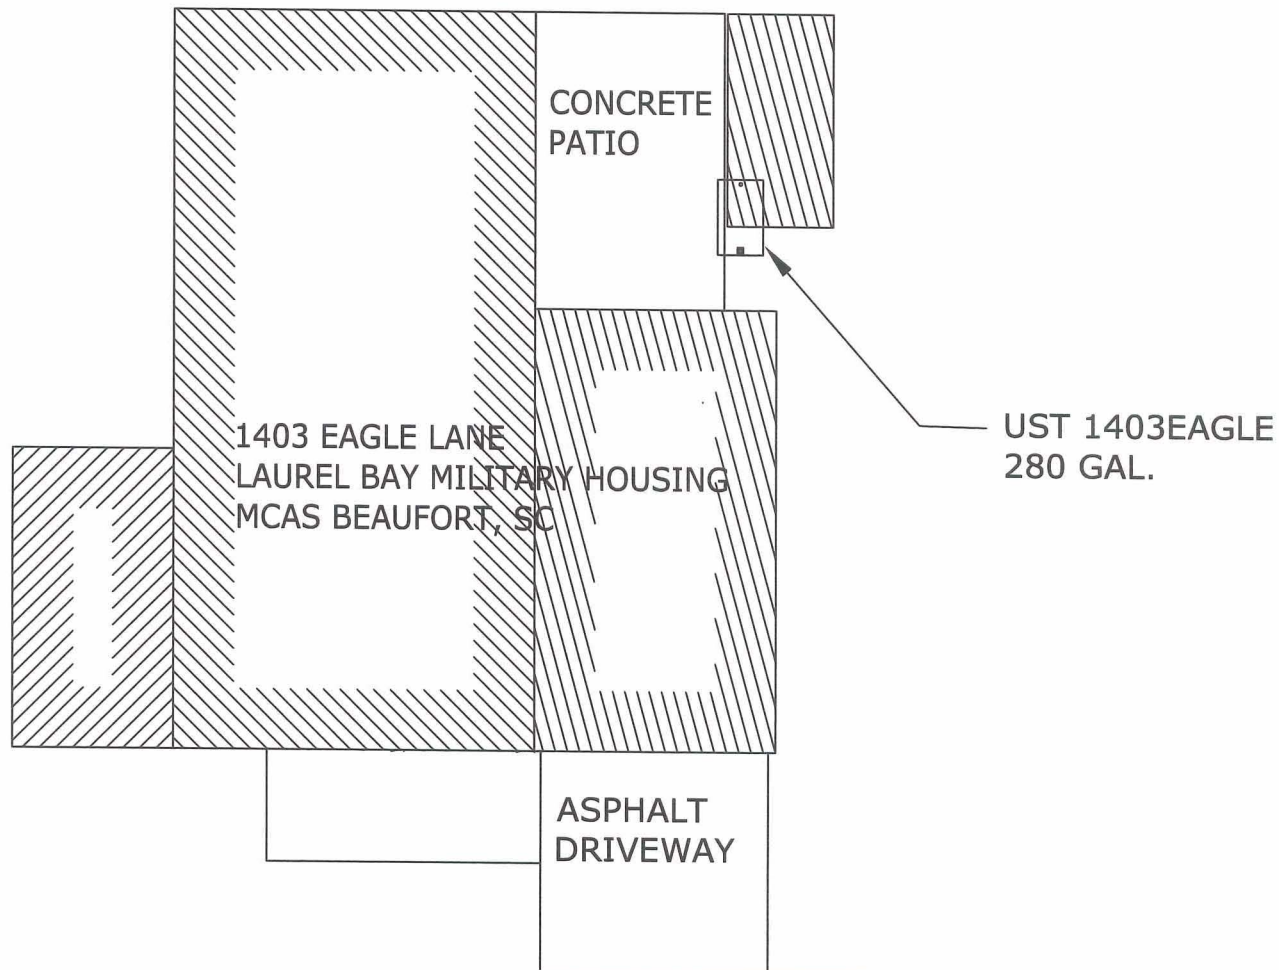 CONCRETE
PATIO
1403 EAGLE LANE
LAUREL BAY MILITARY HOUSING
MCAS BEAUFORT, SC
UST 1403EAGLE
280 GAL.
ASPHALT
DRIVEWAY